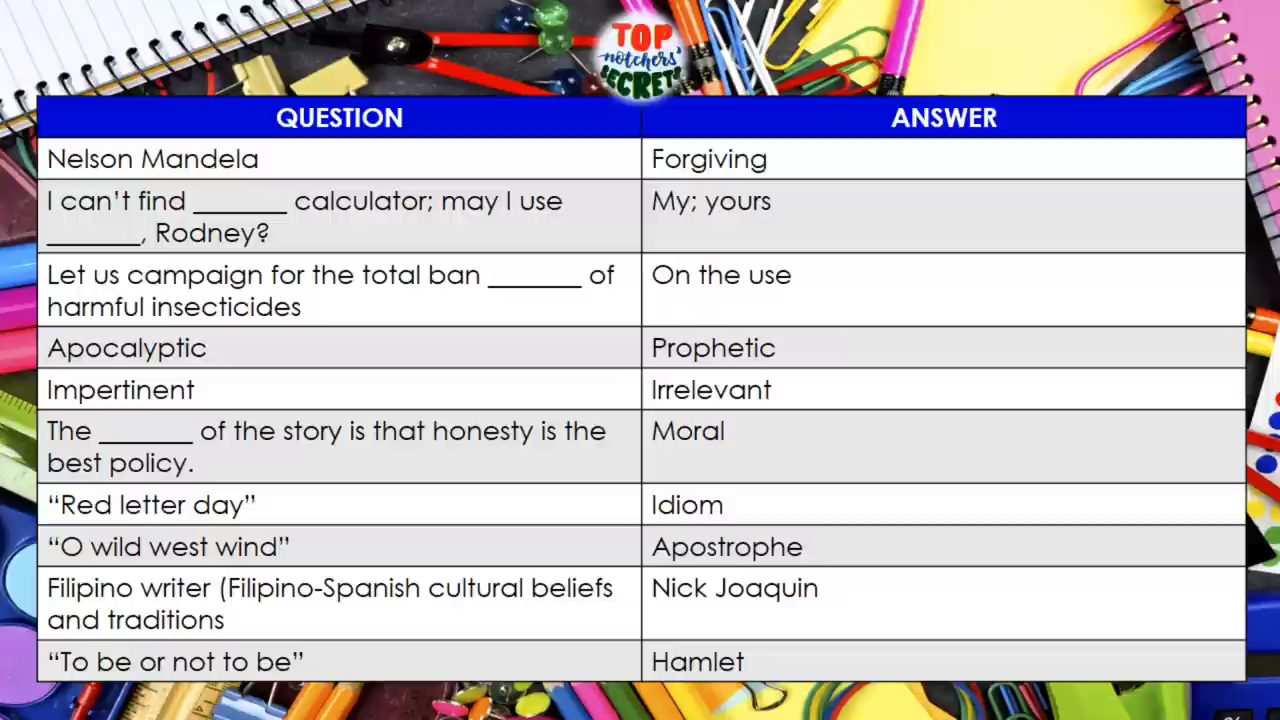 TOP
notchers'
SECRETS
QUESTION
ANSWER
Nelson Mandela
Forgiving
I can't find _______ calculator; may I use
_______, Rodney?
My; yours
Let us campaign for the total ban _______ of
harmful insecticides
On the use
Apocalyptic
Prophetic
Impertinent
Irrelevant
The _______ of the story is that honesty is the
best policy.
Moral
“Red letter day”
Idiom
“O wild west wind”
Apostrophe
Filipino writer (Filipino-Spanish cultural beliefs
and traditions
Nick Joaquin
“To be or not to be”
Hamlet